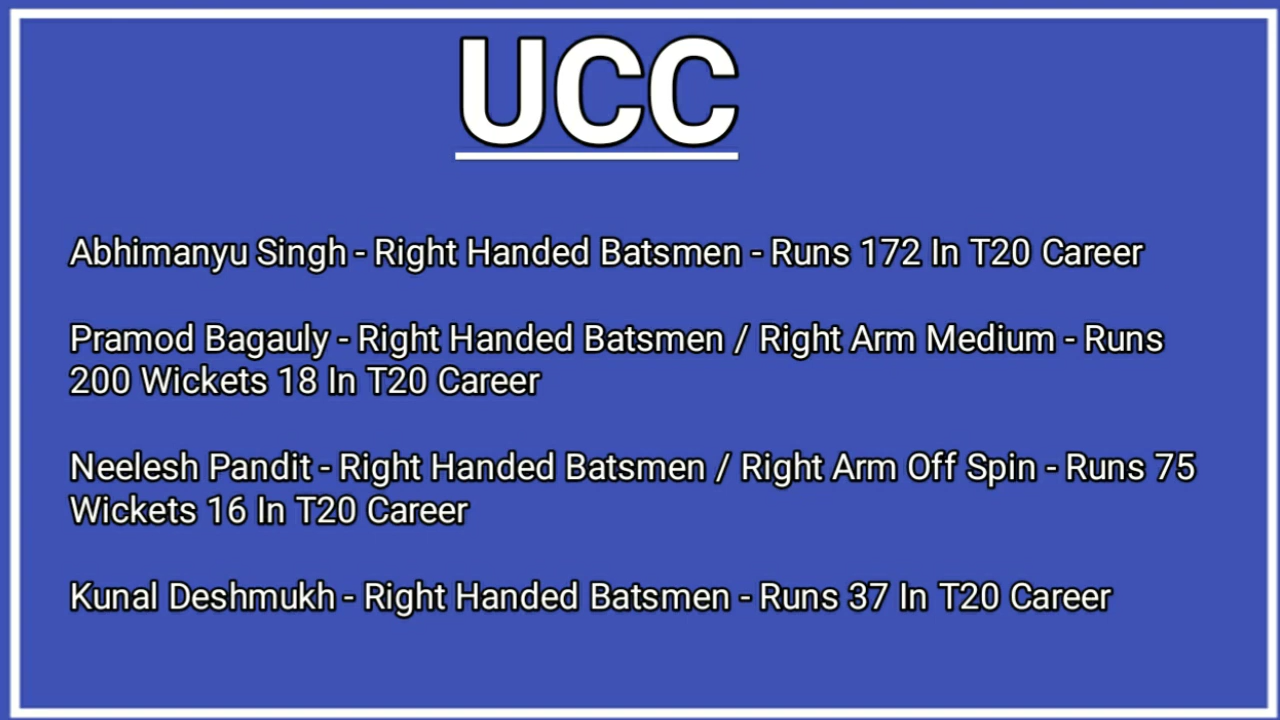 UCC
Abhimanyu Singh - Right Handed Batsmen - Runs 172 In T20 Career
Pramod Bagauly - Right Handed Batsmen / Right Arm Medium - Runs
200 Wickets 18 In T20 Career
Neelesh Pandit - Right Handed Batsmen / Right Arm Off Spin - Runs 75
Wickets 16 In T20 Career
Kunal Deshmukh - Right Handed Batsmen - Runs 37 In T20 Career